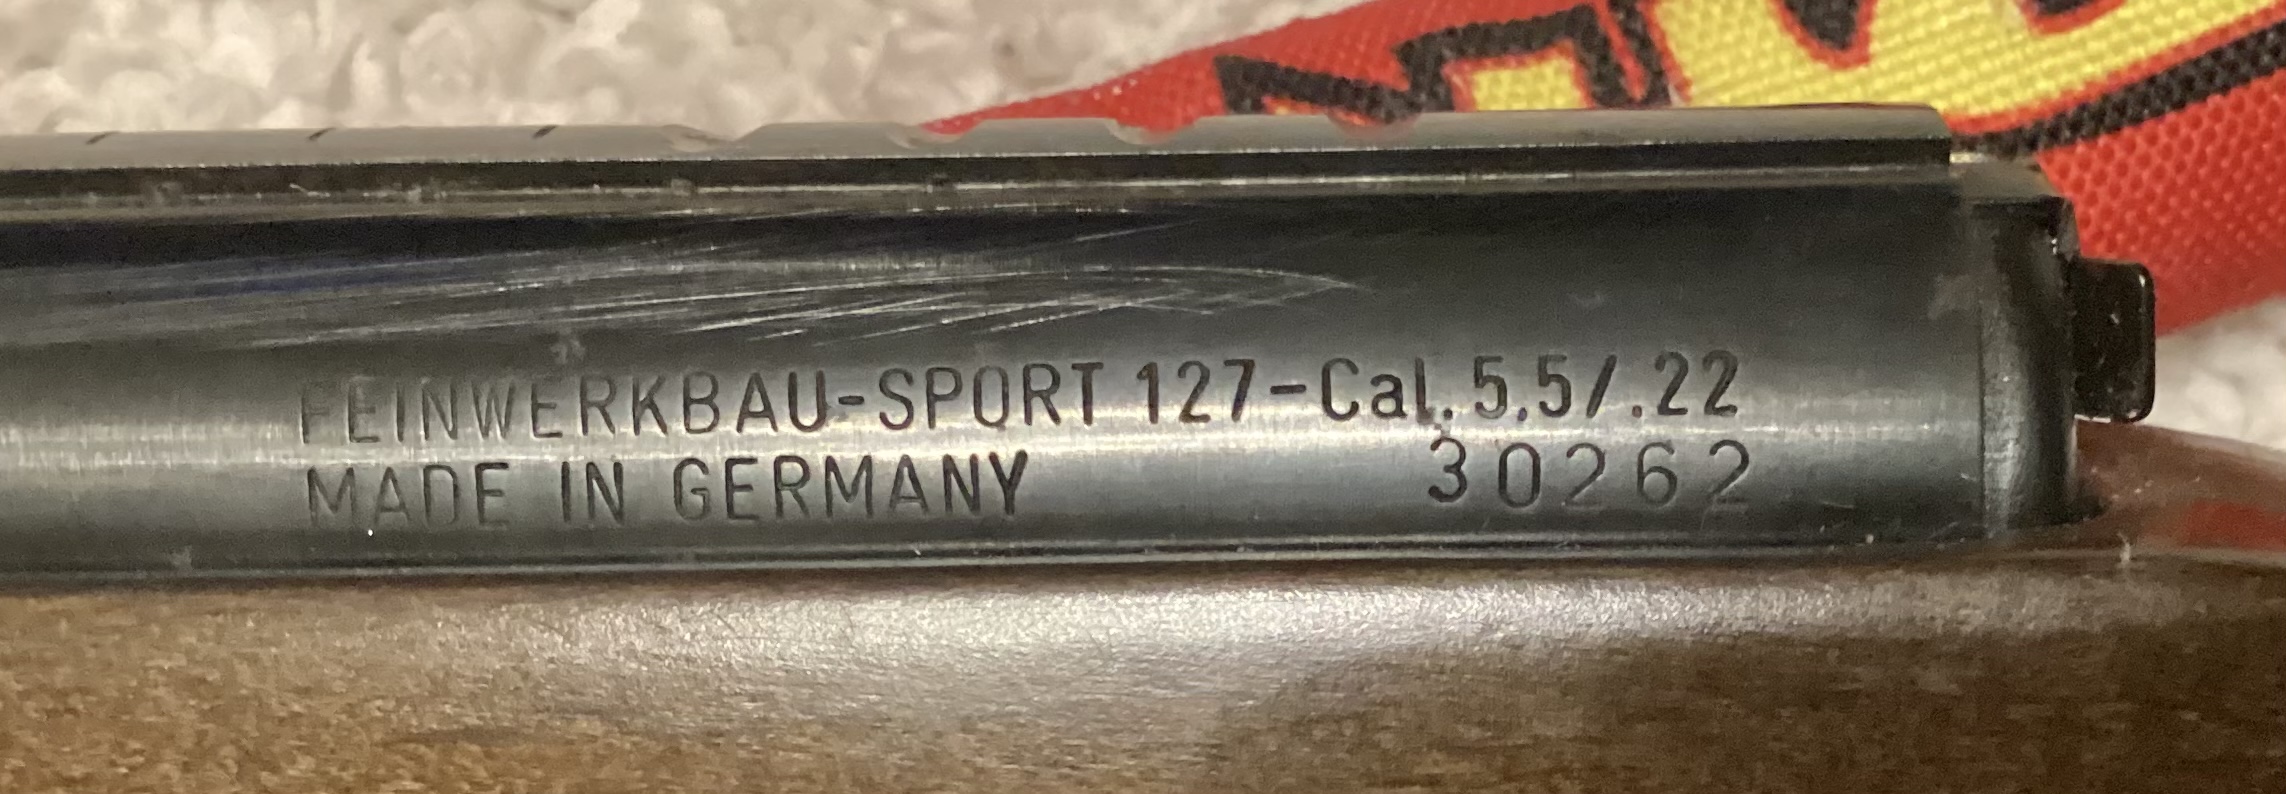 FEINWERKBAU-SPORT 127-Cal. 5,5/.22
MADE IN GERMANY 30262